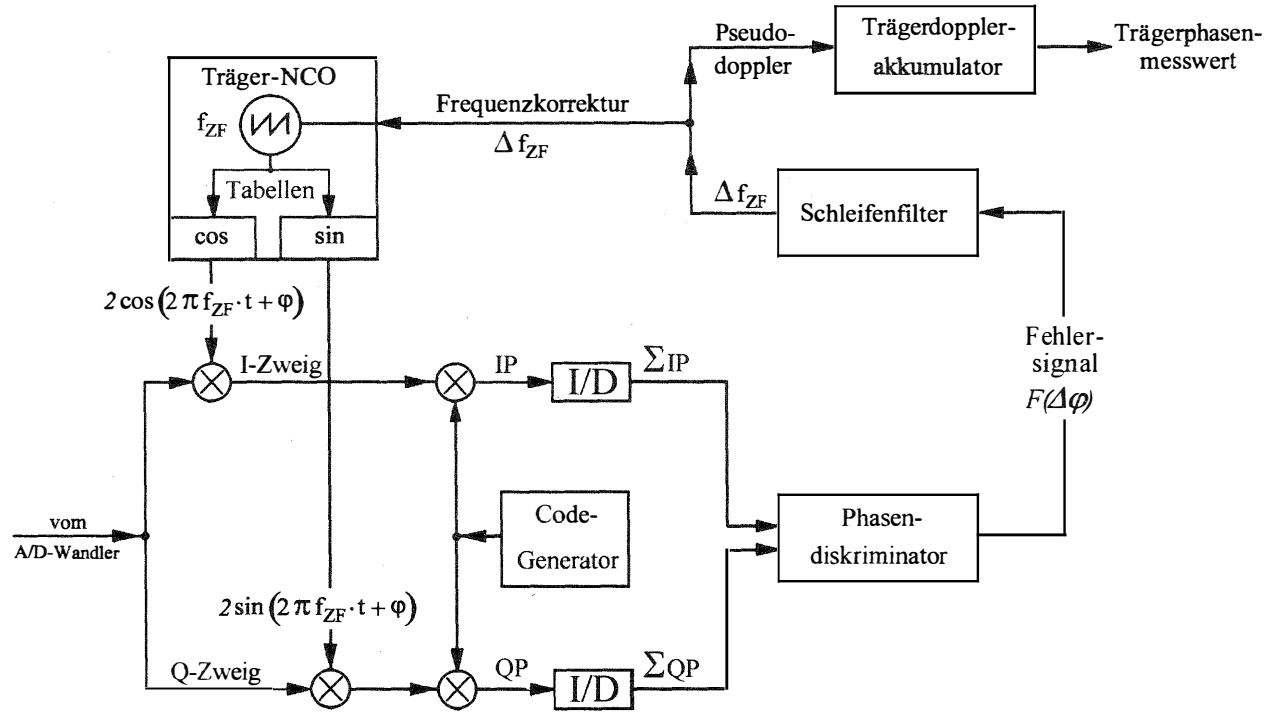 Träger-NCO
f_ZF
Tabellen
cos
sin
Frequenzkorrektur
Δ f_ZF
Pseudo-
doppler
Trägerdoppler-
akkumulator
Trägerphasen-
messwert
Δ f_ZF
Schleifenfilter
2 cos (2 π f_ZF · t + φ)
I-Zweig
IP
I/D
ΣIP
Fehler-
signal
F(Δφ)
vom
A/D-Wandler
Code-
Generator
Phasen-
diskriminator
2 sin (2 π f_ZF · t + φ)
Q-Zweig
QP
I/D
ΣQP